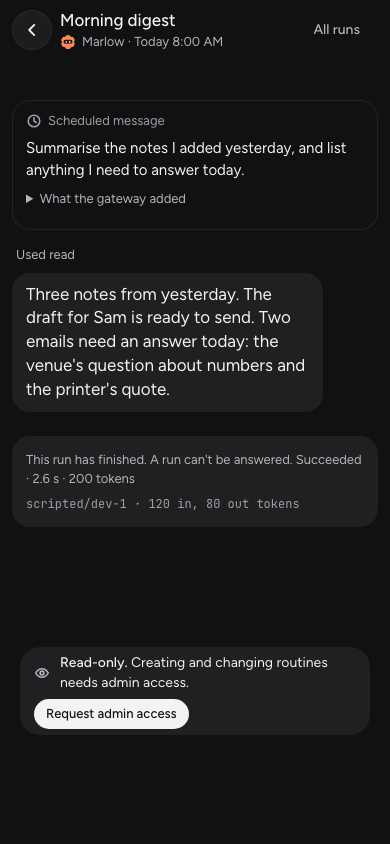 Morning digest
Marlow · Today 8:00 AM
All runs
Scheduled message
Summarise the notes I added yesterday, and list
anything I need to answer today.
What the gateway added
Used read
Three notes from yesterday. The
draft for Sam is ready to send. Two
emails need an answer today: the
venue's question about numbers and
the printer's quote.
This run has finished. A run can't be answered. Succeeded
· 2.6 s · 200 tokens
scripted/dev-1 · 120 in, 80 out tokens
Read-only. Creating and changing routines
needs admin access.
Request admin access